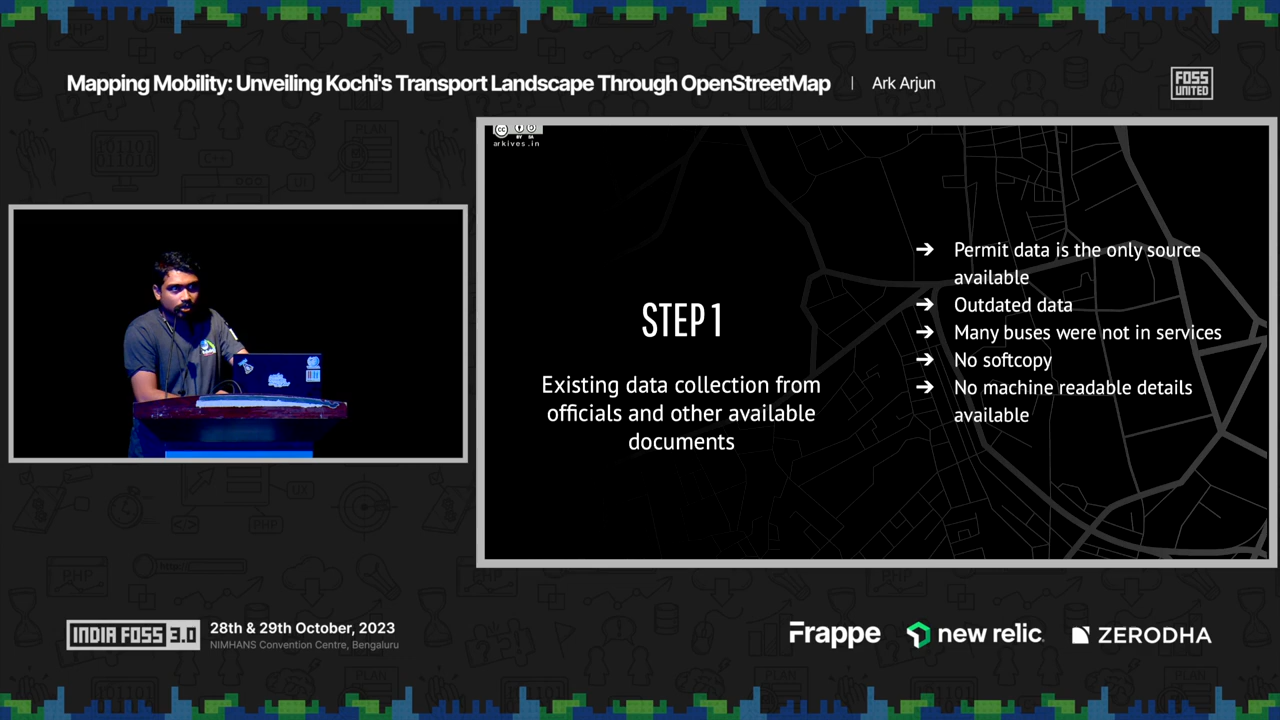 Mapping Mobility: Unveiling Kochi's Transport Landscape Through OpenStreetMap | Ark Arjun
FOSS
UNITED
cc
BY SA
arkives.in
STEP 1
Existing data collection from
officials and other available
documents
➔ Permit data is the only source
available
➔ Outdated data
➔ Many buses were not in services
➔ No softcopy
➔ No machine readable details
available
INDIA FOSS 3.0
28th & 29th October, 2023
NIMHANS Convention Centre, Bengaluru
Frappe
new relic
ZERODHA